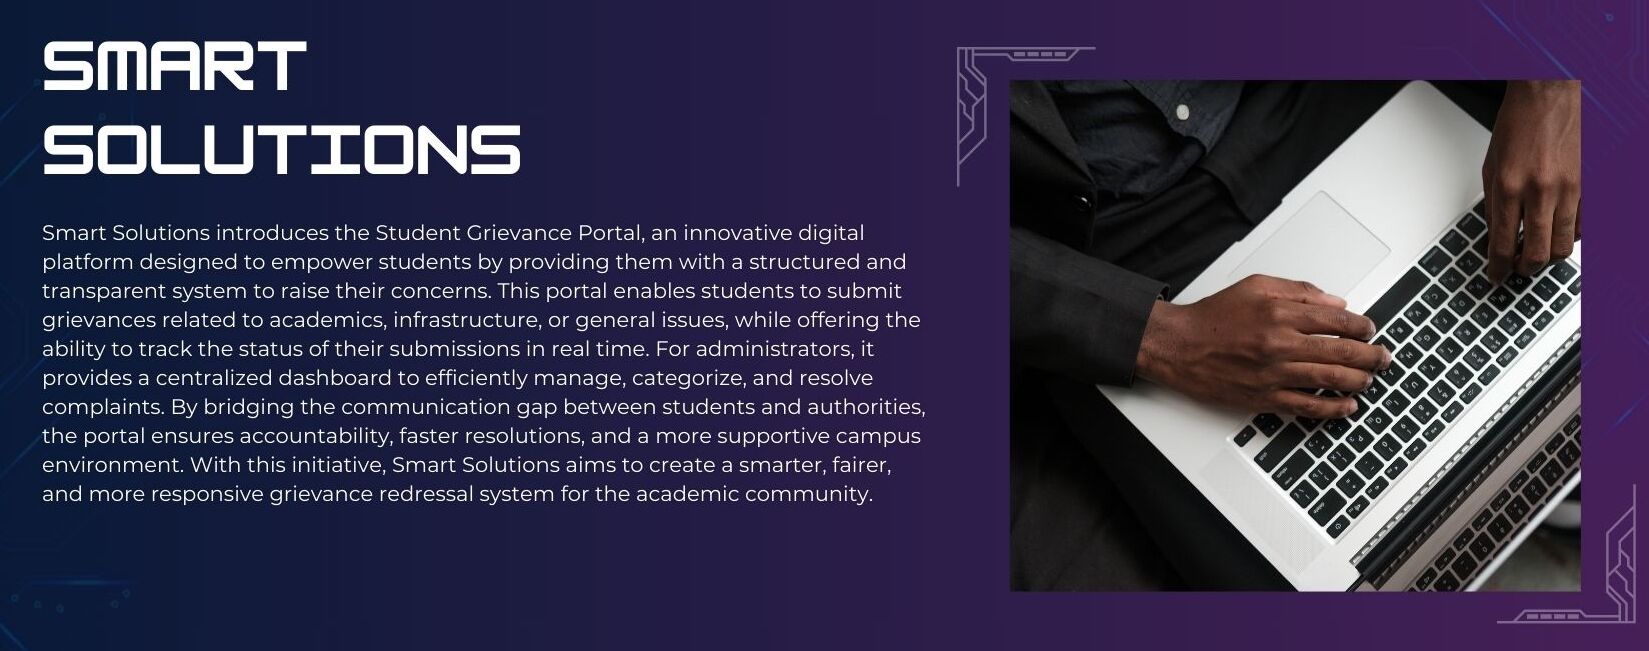 SMART
SOLUTIONS
Smart Solutions introduces the Student Grievance Portal, an innovative digital
platform designed to empower students by providing them with a structured and
transparent system to raise their concerns. This portal enables students to submit
grievances related to academics, infrastructure, or general issues, while offering the
ability to track the status of their submissions in real time. For administrators, it
provides a centralized dashboard to efficiently manage, categorize, and resolve
complaints. By bridging the communication gap between students and authorities,
the portal ensures accountability, faster resolutions, and a more supportive campus
environment. With this initiative, Smart Solutions aims to create a smarter, fairer,
and more responsive grievance redressal system for the academic community.